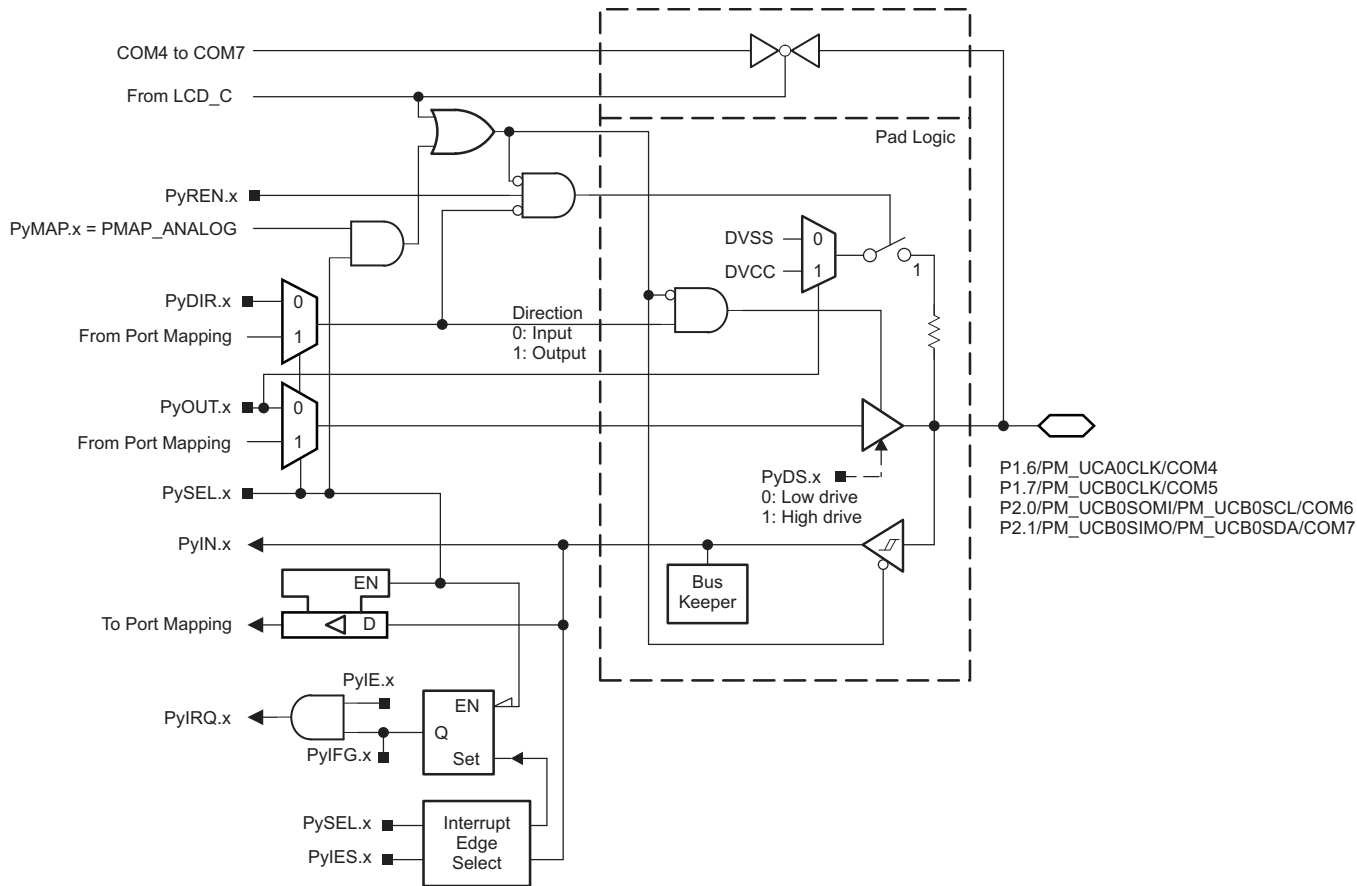 COM4 to COM7
From LCD_C
Pad Logic
PyREN.x
PyMAP.x = PMAP_ANALOG
DVSS
0
DVCC
1
1
PyDIR.x
0
From Port Mapping
1
Direction
0: Input
1: Output
PyOUT.x
0
From Port Mapping
1
PySEL.x
PyDS.x
0: Low drive
1: High drive
P1.6/PM_UCA0CLK/COM4
P1.7/PM_UCB0CLK/COM5
P2.0/PM_UCB0SOMI/PM_UCB0SCL/COM6
P2.1/PM_UCB0SIMO/PM_UCB0SDA/COM7
PyIN.x
Bus
Keeper
EN
To Port Mapping
D
PyIE.x
EN
PyIRQ.x
Q
PyIFG.x
Set
PySEL.x
PyIES.x
Interrupt
Edge
Select